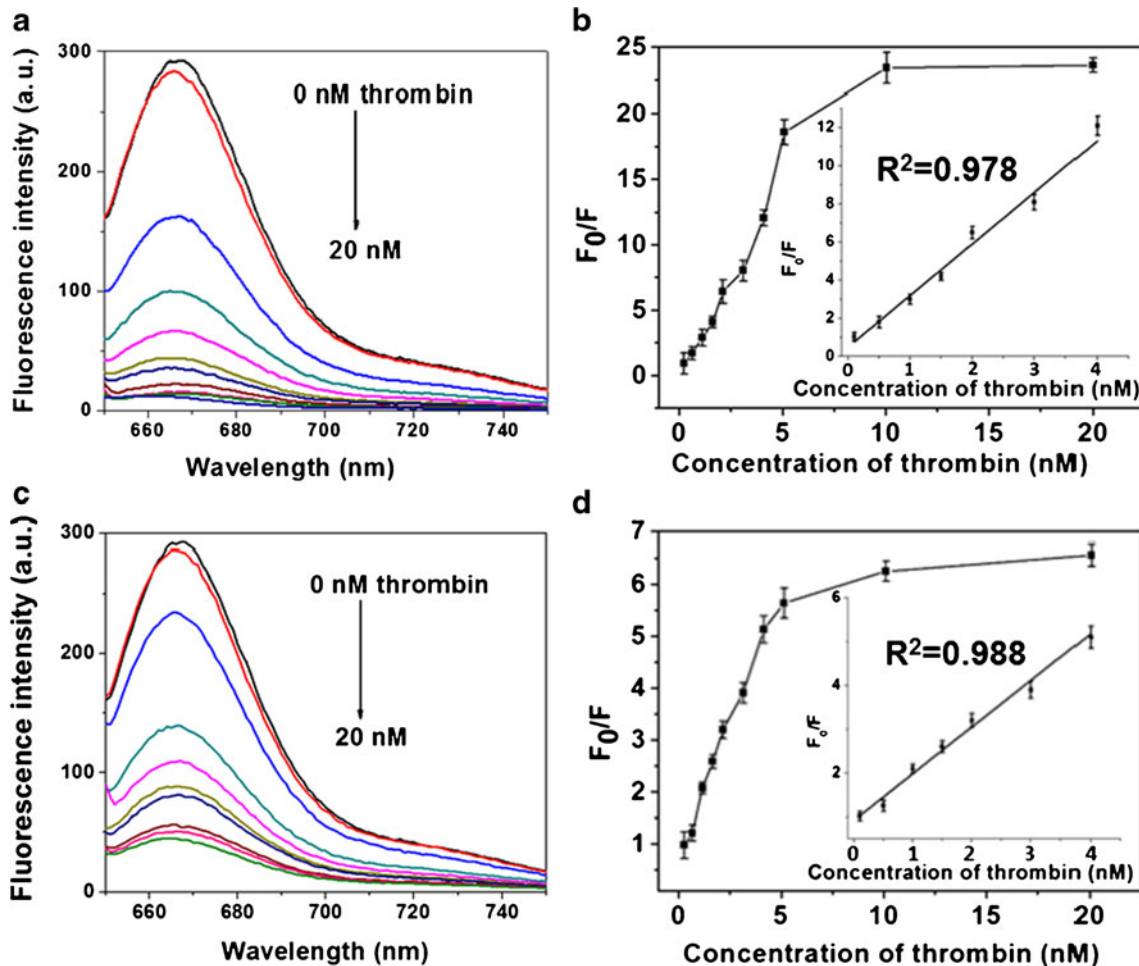 a
Fluorescence intensity (a.u.)
300
200
100
0
0 nM thrombin
20 nM
660 680 700 720 740
Wavelength (nm)
b
F0/F
25
20
15
10
5
0
0 5 10 15 20
Concentration of thrombin (nM)
R²=0.978
F0/F
12
10
8
6
4
2
0
0 1 2 3 4
Concentration of thrombin (nM)
c
Fluorescence intensity (a.u.)
300
200
100
0
0 nM thrombin
20 nM
660 680 700 720 740
Wavelength (nm)
d
F0/F
7
6
5
4
3
2
1
0 5 10 15 20
Concentration of thrombin (nM)
R²=0.988
F0/F
6
4
2
0 1 2 3 4
Concentration of thrombin (nM)